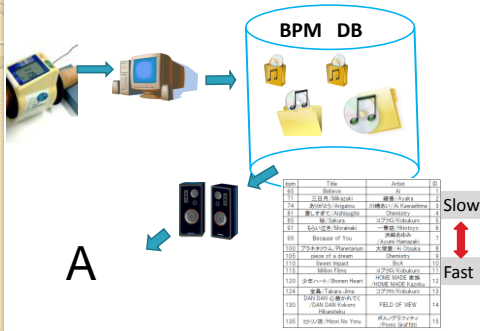 BPM DB
bpm Title Artist ID
65 Believe Ai 1
71 三日月/Mikazuki 絢香/Ayaka 2
74 ありがとう/Arigatou 川嶋あい/Ai Kawashima 3
81 愛しすぎて/Aishisugite Chemistry 4
85 桜/Sakura コブクロ/Kobukuro 5
91 もらい泣き/Morainaki 一青窈/Hitotoyo 6
95 Because of You 浜崎あゆみ/Ayumi Hamazaki 8
100 プラネタリウム/Planetarium 大塚愛/Ai Otsuka 8
105 piece of a dream Chemistry 9
110 Sweet Impact BoA 10
115 Million Films コブクロ/Kobukuro 11
120 少年ハート/Shonen Heart HOME MADE 家族/HOME MADE Kazoku 12
124 宝島/Takara Jima コブクロ/Kobukuro 13
130 DAN DAN 心魅かれてく/DAN DAN Kokoro Hikareteku FIELD OF VIEW 14
135 ヒトリノ夜/Hitori No Yoru ポルノグラフィティ/Porno Graffitti 15
Slow
Fast
A